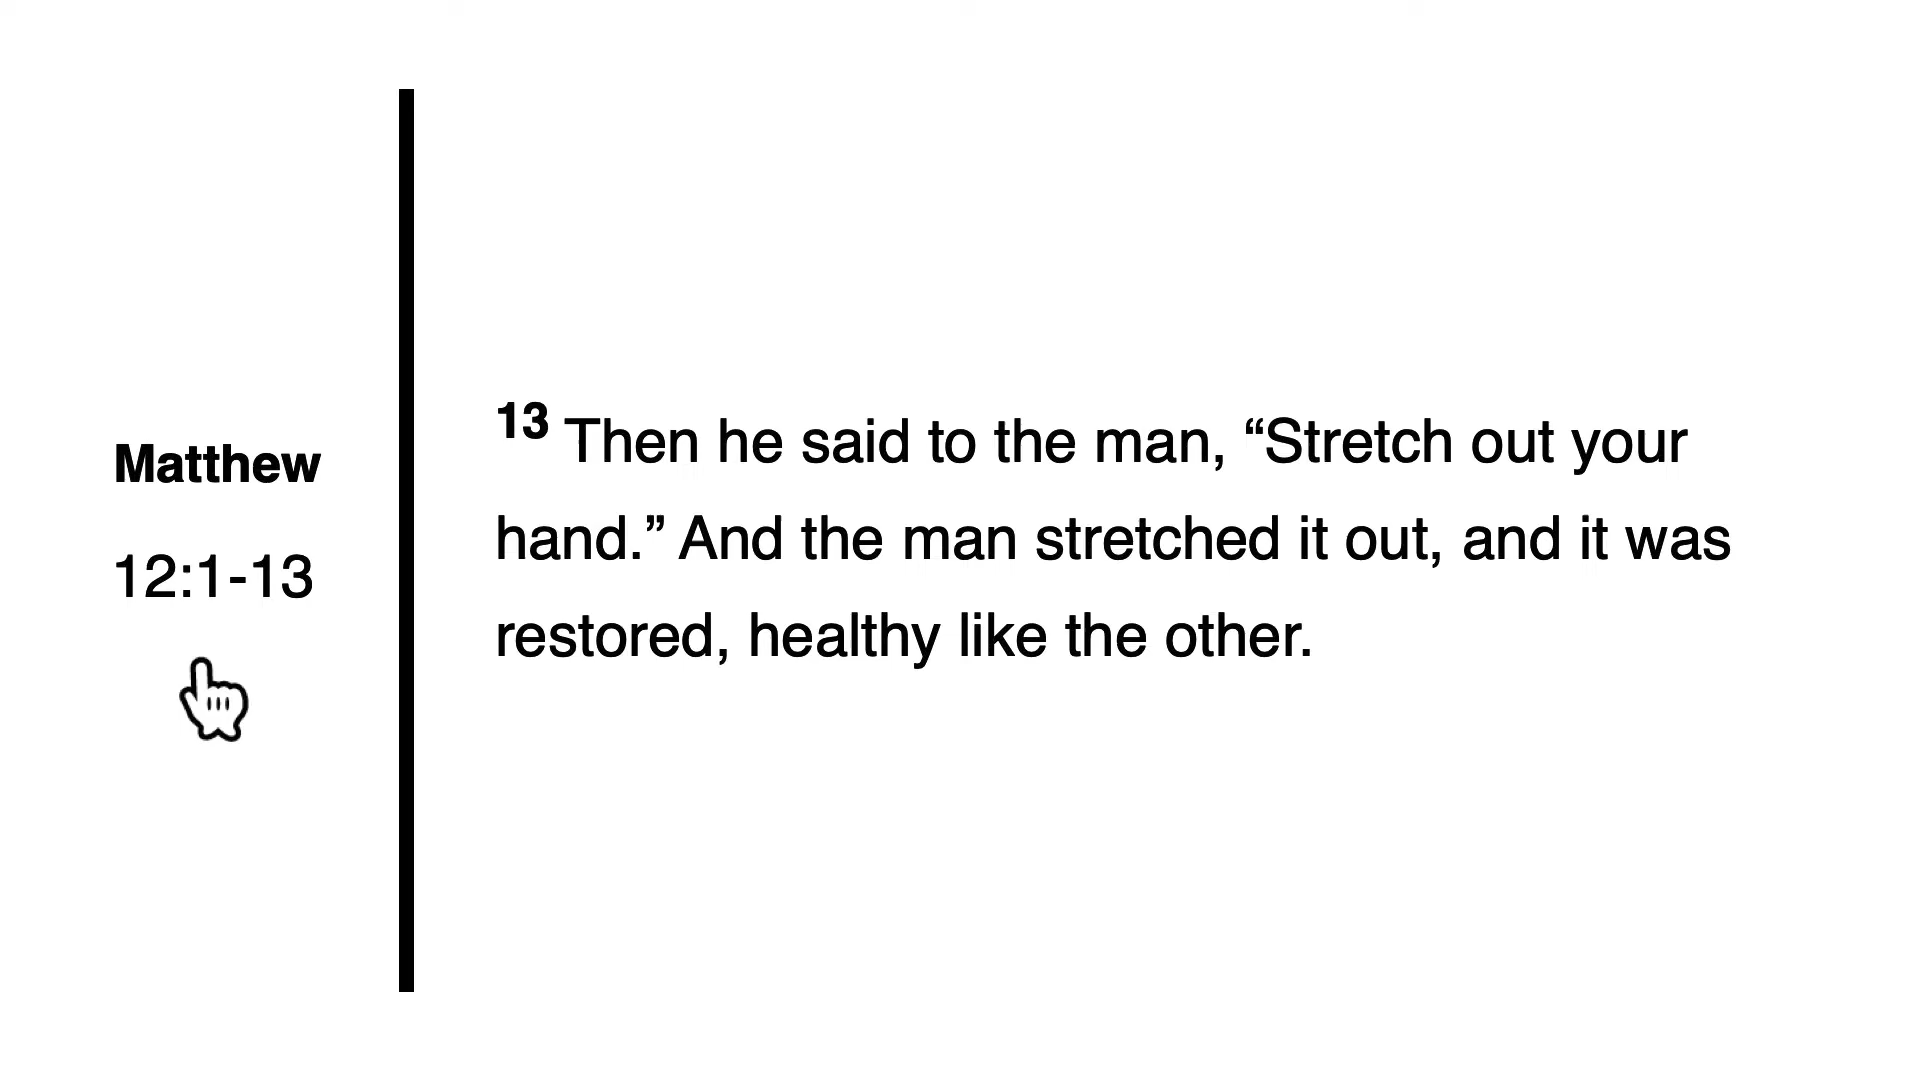 Matthew
12:1-13
13 Then he said to the man, “Stretch out your
hand.” And the man stretched it out, and it was
restored, healthy like the other.